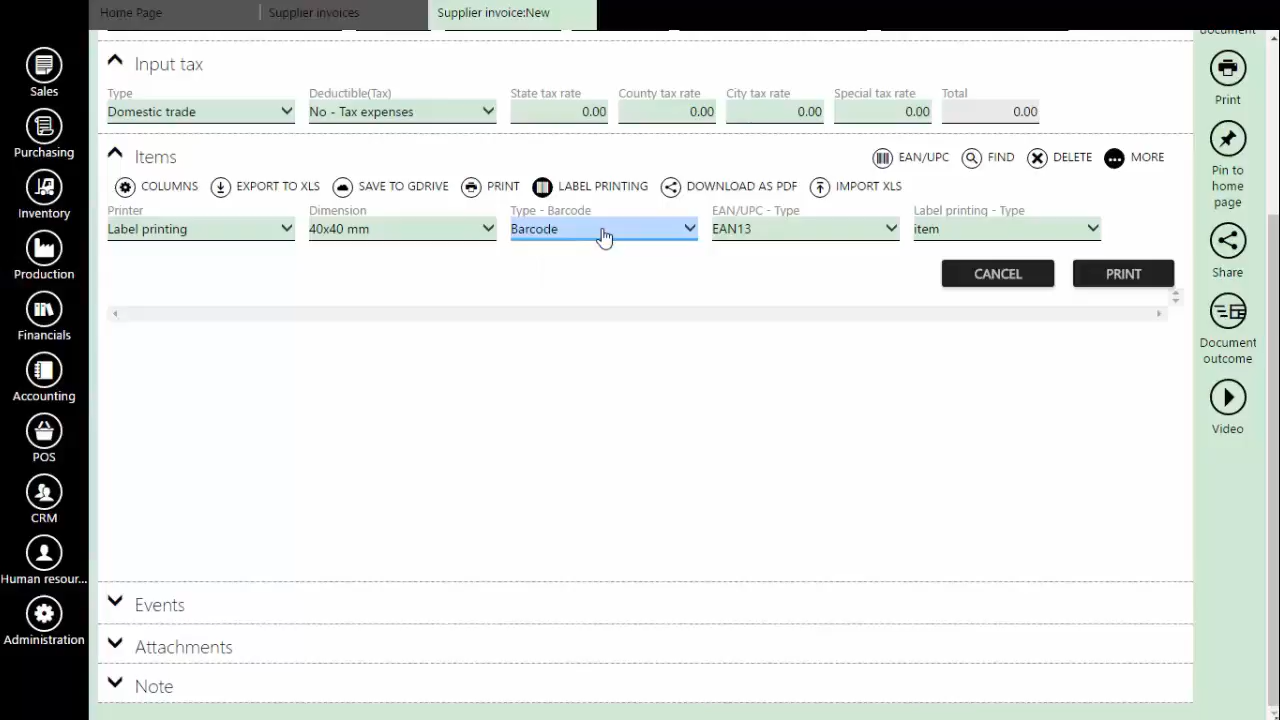 Home Page
Supplier invoices
Supplier invoice:New
Sales
Purchasing
Inventory
Production
Financials
Accounting
POS
CRM
Human resour...
Administration
Input tax
Type
Deductible(Tax)
State tax rate
County tax rate
City tax rate
Special tax rate
Total
Domestic trade
No - Tax expenses
0.00
0.00
0.00
0.00
0.00
Items
EAN/UPC
FIND
DELETE
MORE
COLUMNS
EXPORT TO XLS
SAVE TO GDRIVE
PRINT
LABEL PRINTING
DOWNLOAD AS PDF
IMPORT XLS
Printer
Dimension
Type - Barcode
EAN/UPC - Type
Label printing - Type
Label printing
40x40 mm
Barcode
EAN13
item
CANCEL
PRINT
Events
Attachments
Note
document
Print
Pin to
home
page
Share
Document
outcome
Video